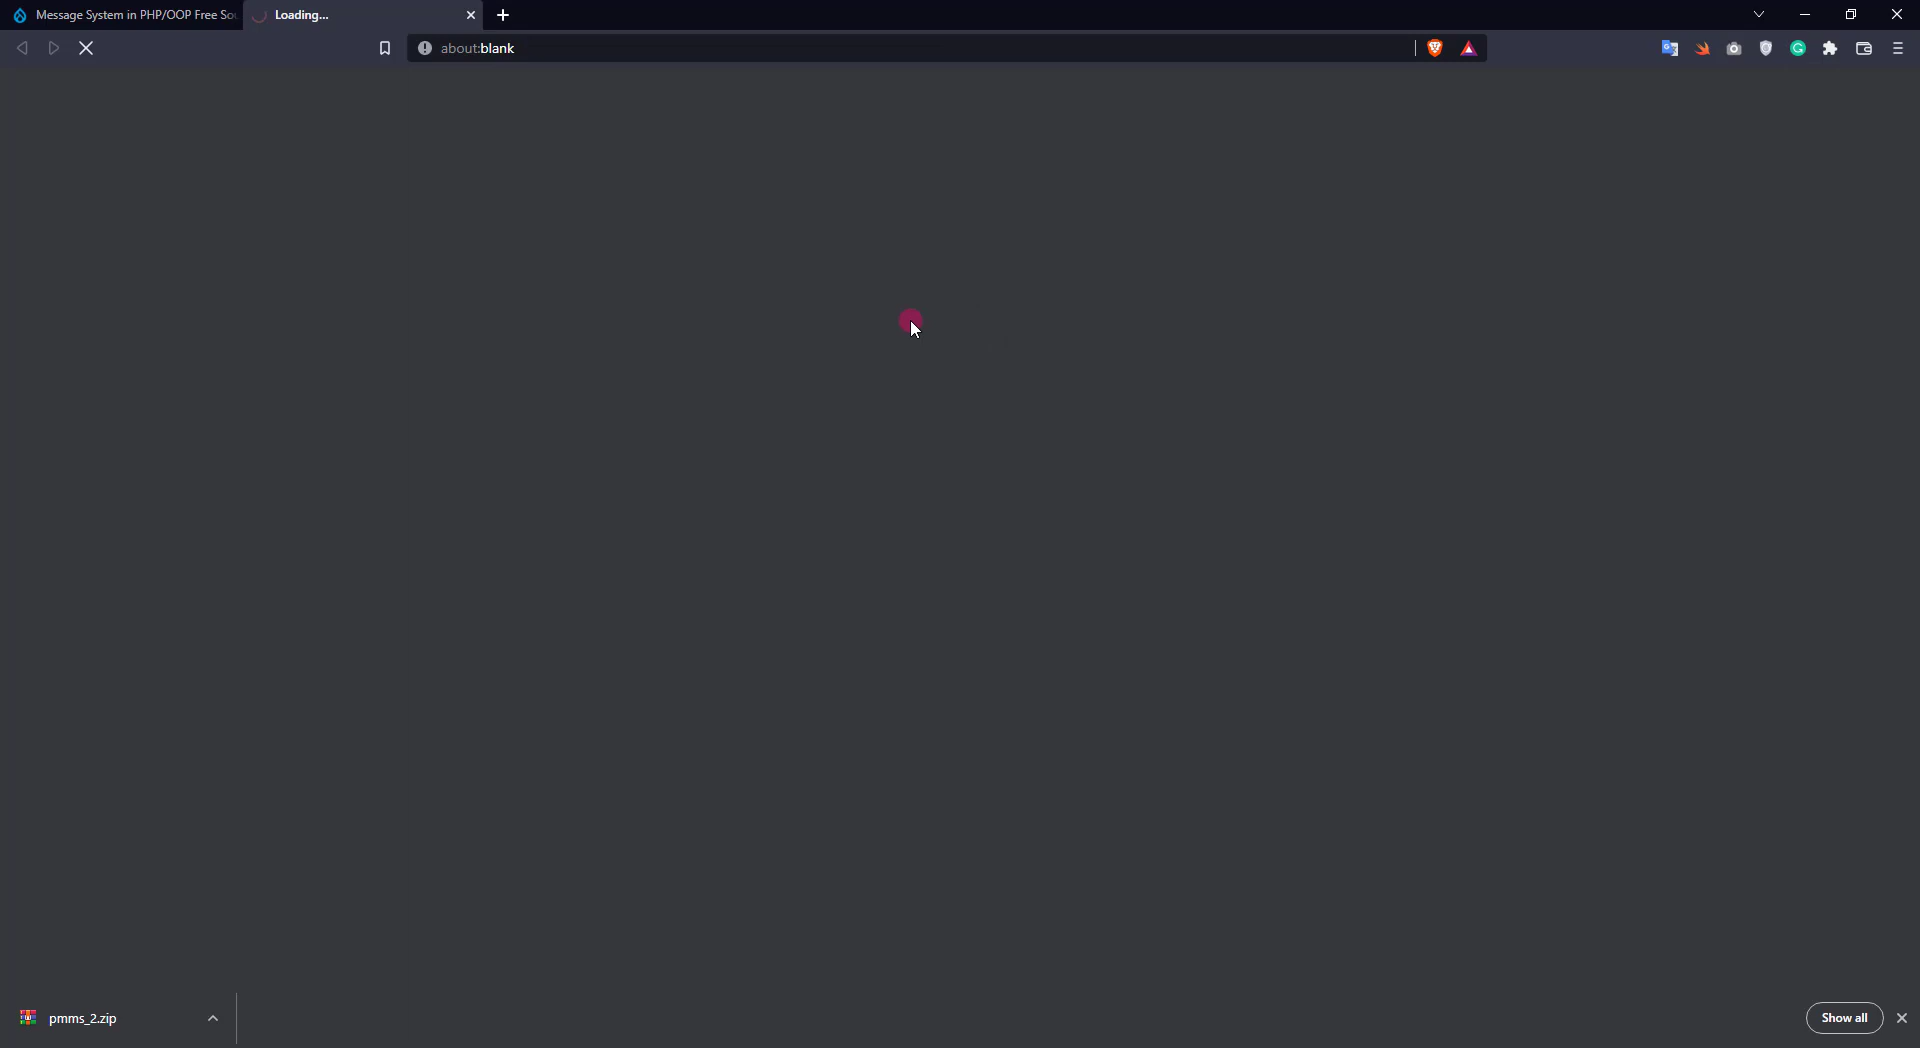 Message System in PHP/OOP Free So
Loading...
about:blank
pmms_2.zip
Show all